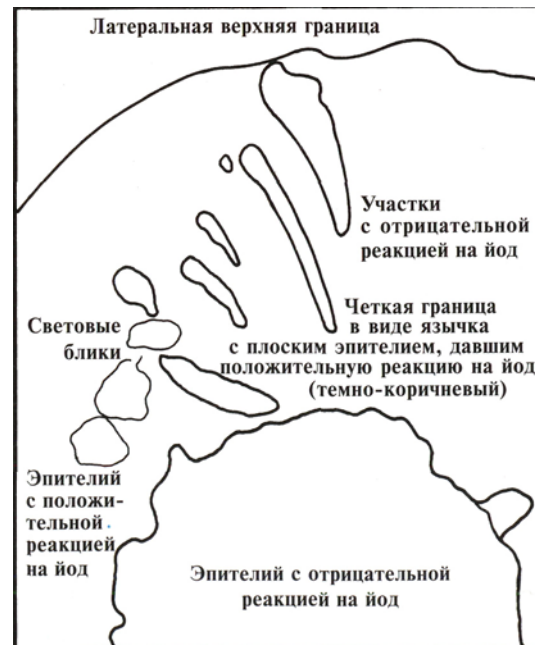 Латеральная верхняя граница
Участки
с отрицательной
реакцией на йод
Четкая граница
в виде язычка
с плоским эпителием, давшим
положительную реакцию на йод
(темно-коричневый)
Световые
блики
Эпителий
с положи-
тельной
реакцией
на йод
Эпителий с отрицательной
реакцией на йод